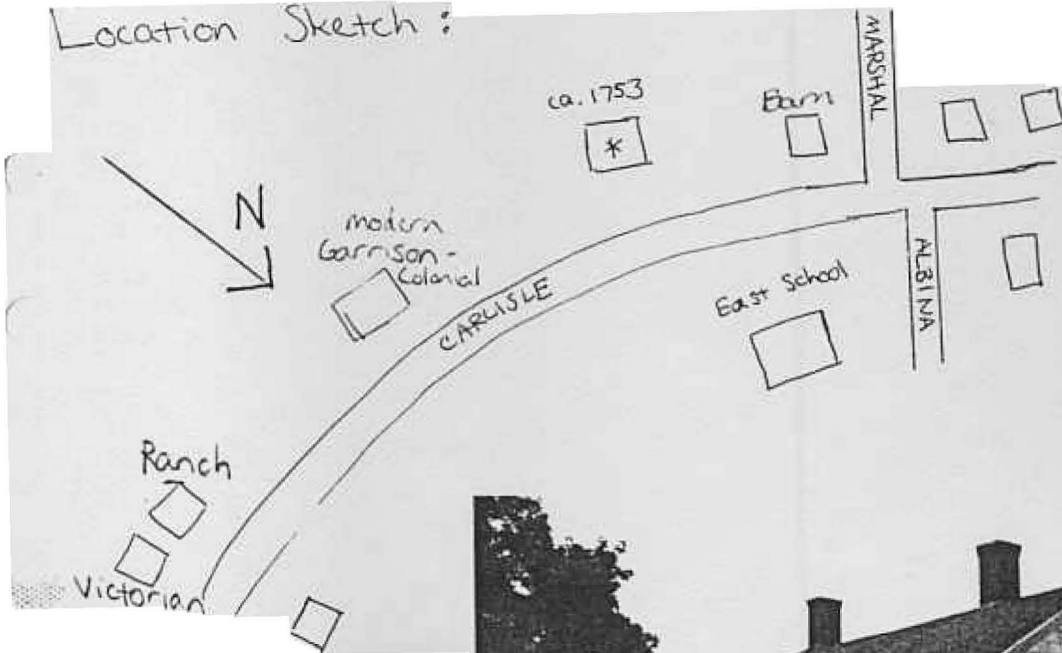 Location Sketch:
MARSHAL
ca. 1753
Barn
*
N
modern
Garrison-
Colonial
CARLISLE
East School
ALBINA
Ranch
Victorian